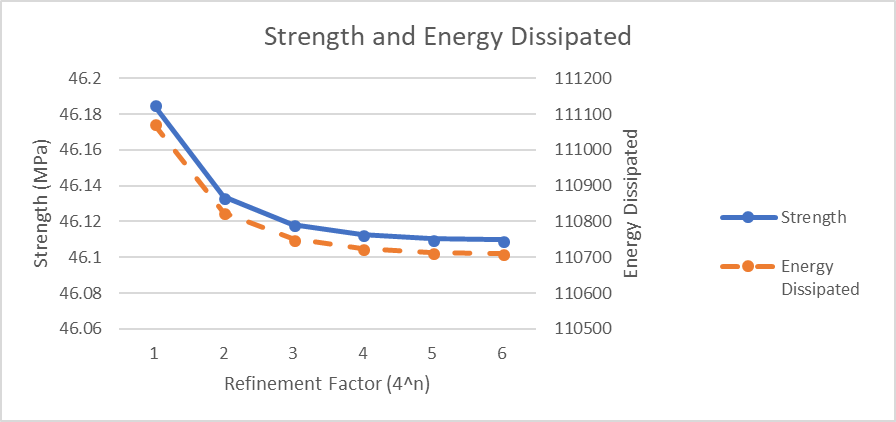 Strength and Energy Dissipated
46.2
46.18
46.16
46.14
46.12
46.1
46.08
46.06
Strength (MPa)
111200
111100
111000
110900
110800
110700
110600
110500
Energy Dissipated
1 2 3 4 5 6
Refinement Factor (4^n)
Strength
Energy
Dissipated